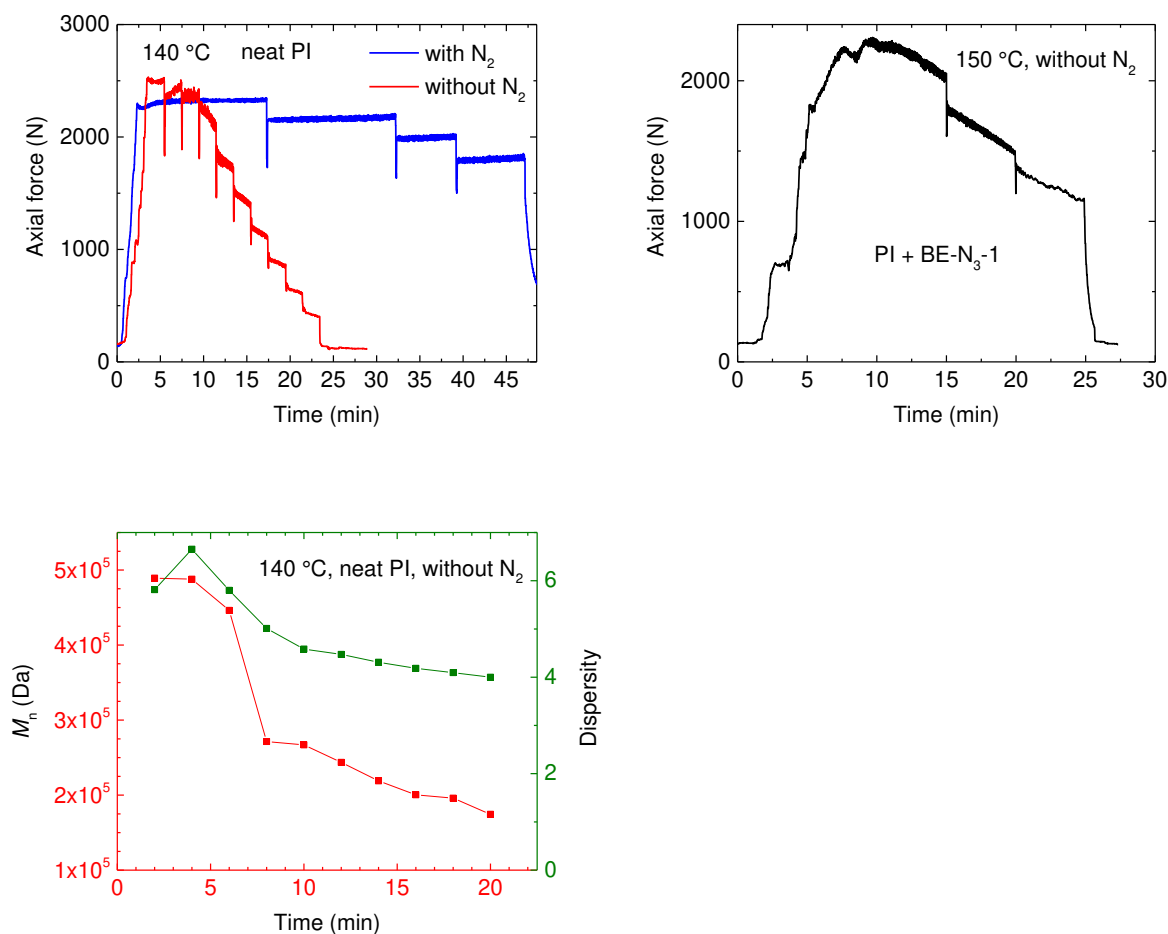 140 °C neat PI
with N2
without N2
Axial force (N)
3000
2500
2000
1500
1000
500
0
0 5 10 15 20 25 30 35 40 45
Time (min)
150 °C, without N2
PI + BE-N3-1
Axial force (N)
2000
1000
0
0 5 10 15 20 25 30
Time (min)
140 °C, neat PI, without N2
Mn (Da)
5x10^5
4x10^5
3x10^5
2x10^5
1x10^5
Dispersity
6
4
2
0
0 5 10 15 20
Time (min)